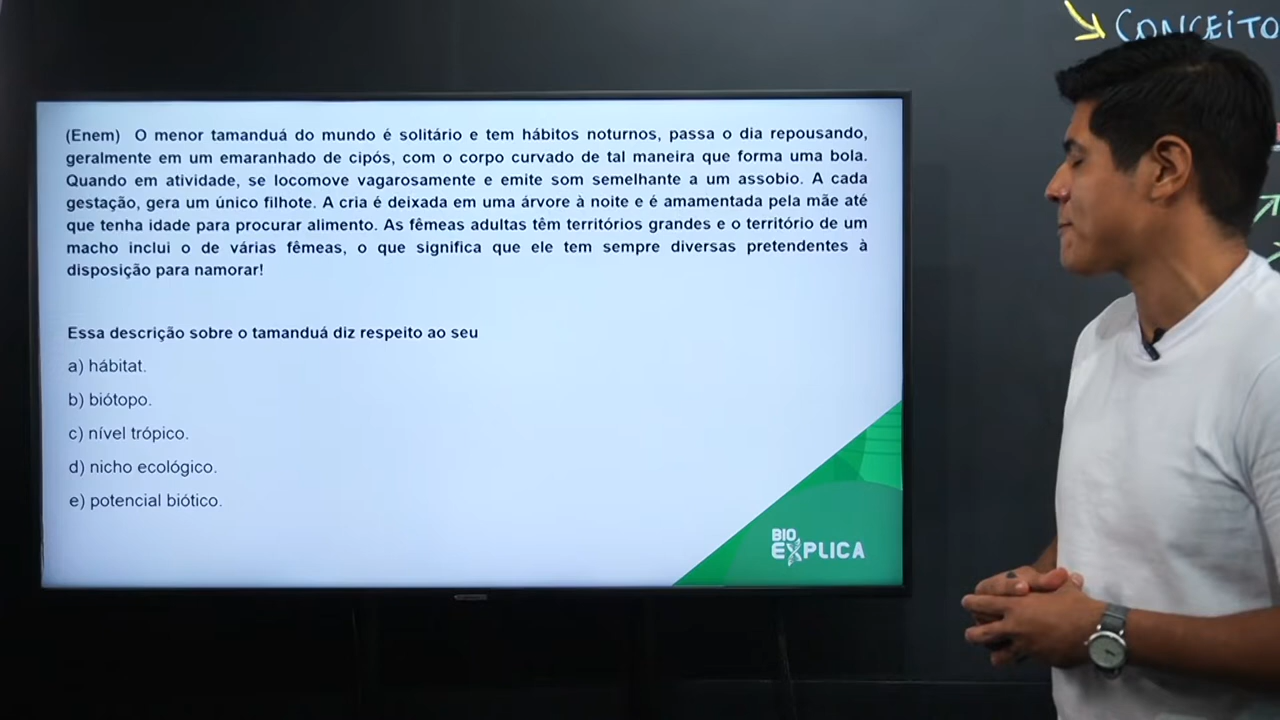 CONCEITO
(Enem) O menor tamanduá do mundo é solitário e tem hábitos noturnos, passa o dia repousando,
geralmente em um emaranhado de cipós, com o corpo curvado de tal maneira que forma uma bola.
Quando em atividade, se locomove vagarosamente e emite som semelhante a um assobio. A cada
gestação, gera um único filhote. A cria é deixada em uma árvore à noite e é amamentada pela mãe até
que tenha idade para procurar alimento. As fêmeas adultas têm territórios grandes e o território de um
macho inclui o de várias fêmeas, o que significa que ele tem sempre diversas pretendentes à
disposição para namorar!
Essa descrição sobre o tamanduá diz respeito ao seu
a) hábitat.
b) biótopo.
c) nível trópico.
d) nicho ecológico.
e) potencial biótico.
BIO
EXPLICA